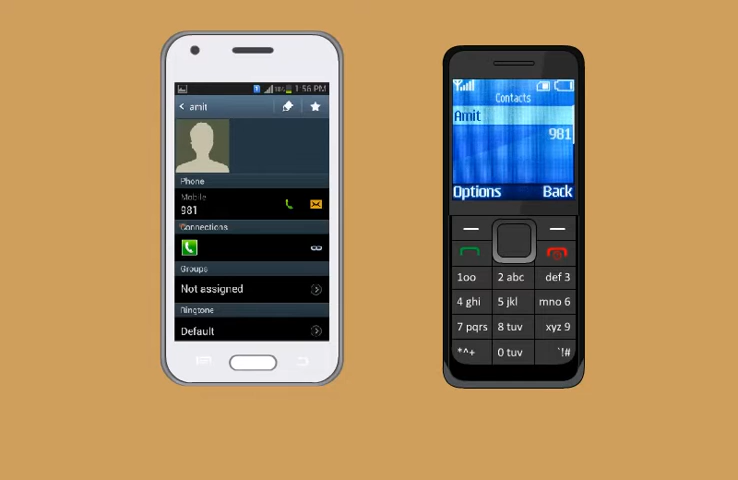 1:56 PM
amit
Phone
Mobile
981
Connections
Groups
Not assigned
Ringtone
Default
Contacts
Amit
981
Options Back
1oo 2 abc def 3
4 ghi 5 jkl mno 6
7 pqrs 8 tuv xyz 9
*^+ 0 tuv `!#